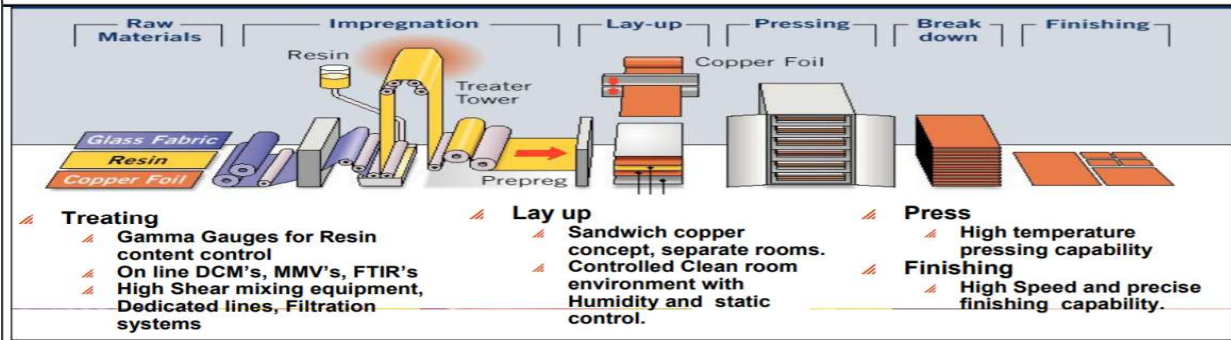 Raw
Materials
Impregnation
Lay-up
Pressing
Break
down
Finishing
Resin
Treater
Tower
Copper Foil
Glass Fabric
Resin
Copper Foil
Prepreg
Treating
Gamma Gauges for Resin
content control
On line DCM's, MMV's, FTIR's
High Shear mixing equipment,
Dedicated lines, Filtration
systems
Lay up
Sandwich copper
concept, separate rooms.
Controlled Clean room
environment with
Humidity and static
control.
Press
High temperature
pressing capability
Finishing
High Speed and precise
finishing capability.